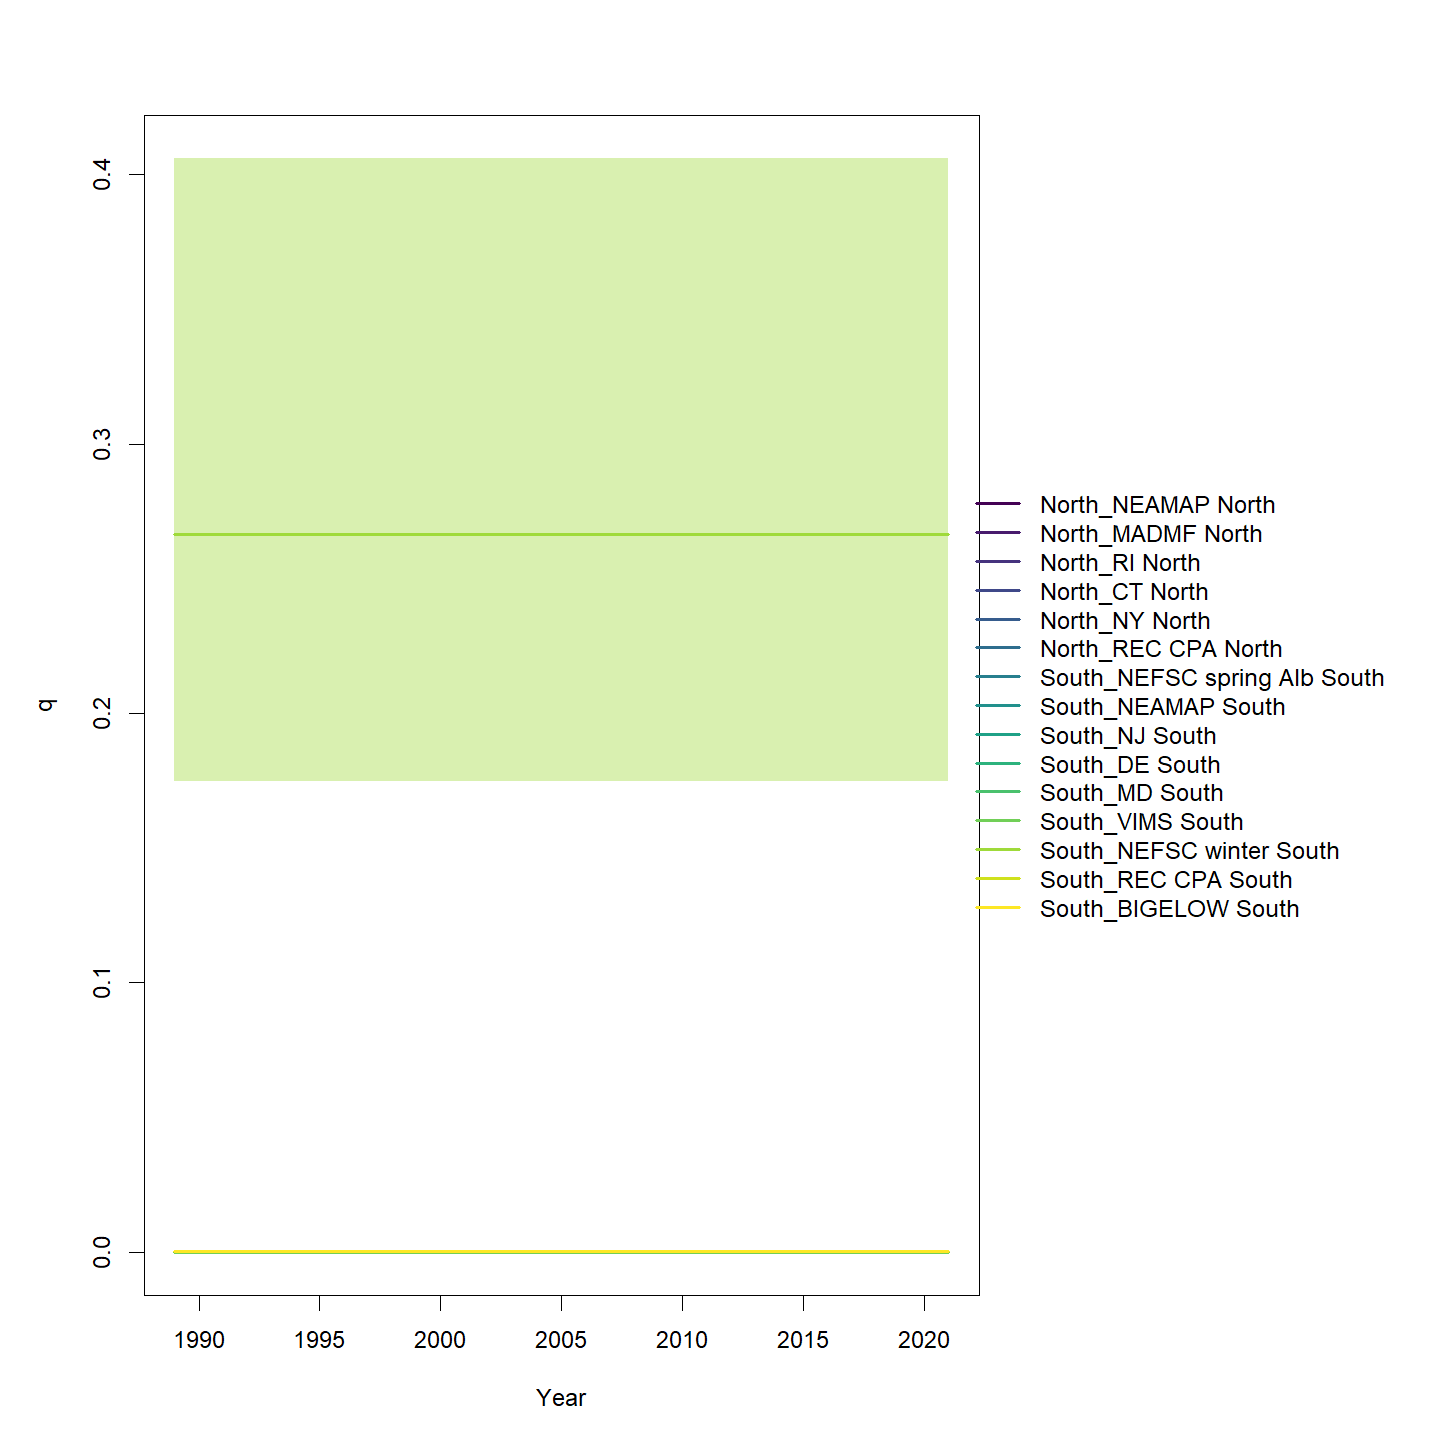 0.4
0.3
0.2
0.1
0.0
q
1990 1995 2000 2005 2010 2015 2020
Year
North_NEAMAP North
North_MADMF North
North_RI North
North_CT North
North_NY North
North_REC CPA North
South_NEFSC spring Alb South
South_NEAMAP South
South_NJ South
South_DE South
South_MD South
South_VIMS South
South_NEFSC winter South
South_REC CPA South
South_BIGELOW South